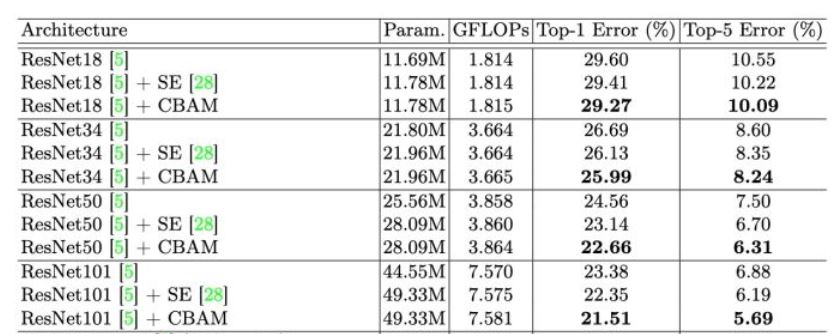 Architecture Param. GFLOPs Top-1 Error (%) Top-5 Error (%)
ResNet18 [5] 11.69M 1.814 29.60 10.55
ResNet18 [5] + SE [28] 11.78M 1.814 29.41 10.22
ResNet18 [5] + CBAM 11.78M 1.815 29.27 10.09
ResNet34 [5] 21.80M 3.664 26.69 8.60
ResNet34 [5] + SE [28] 21.96M 3.664 26.13 8.35
ResNet34 [5] + CBAM 21.96M 3.665 25.99 8.24
ResNet50 [5] 25.56M 3.858 24.56 7.50
ResNet50 [5] + SE [28] 28.09M 3.860 23.14 6.70
ResNet50 [5] + CBAM 28.09M 3.864 22.66 6.31
ResNet101 [5] 44.55M 7.570 23.38 6.88
ResNet101 [5] + SE [28] 49.33M 7.575 22.35 6.19
ResNet101 [5] + CBAM 49.33M 7.581 21.51 5.69